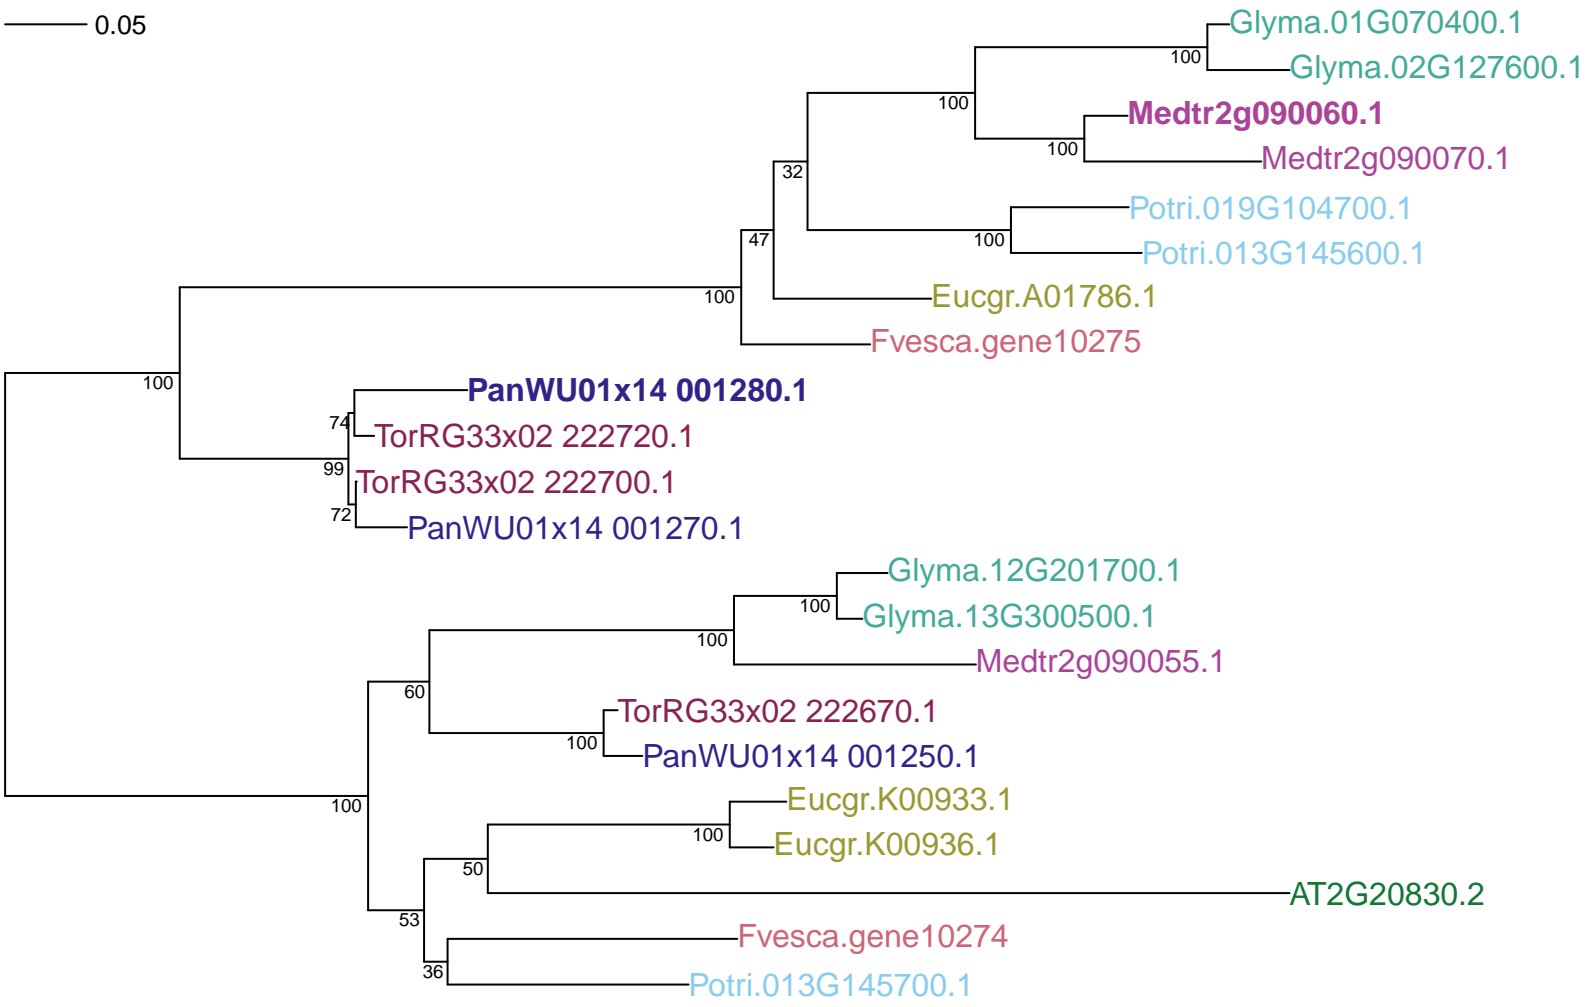 0.05
Glyma.01G070400.1
100
Glyma.02G127600.1
100
Medtr2g090060.1
100
Medtr2g090070.1
32
Potri.019G104700.1
100
Potri.013G145600.1
47
Eucgr.A01786.1
100
Fvesca.gene10275
100
PanWU01x14 001280.1
74
TorRG33x02 222720.1
99
TorRG33x02 222700.1
72
PanWU01x14 001270.1
Glyma.12G201700.1
100
Glyma.13G300500.1
100
Medtr2g090055.1
60
TorRG33x02 222670.1
100
PanWU01x14 001250.1
100
Eucgr.K00933.1
100
Eucgr.K00936.1
50
AT2G20830.2
53
Fvesca.gene10274
36
Potri.013G145700.1